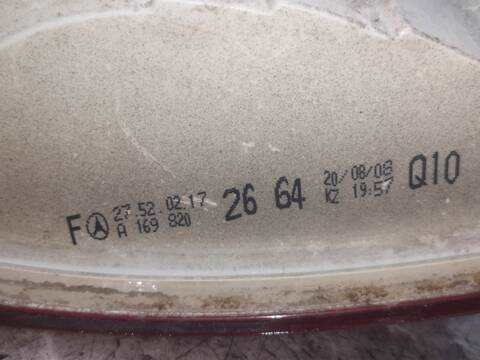 F 27.52.02.17 26 64 20/08/08 Q10
A 169 820 KZ 19:57